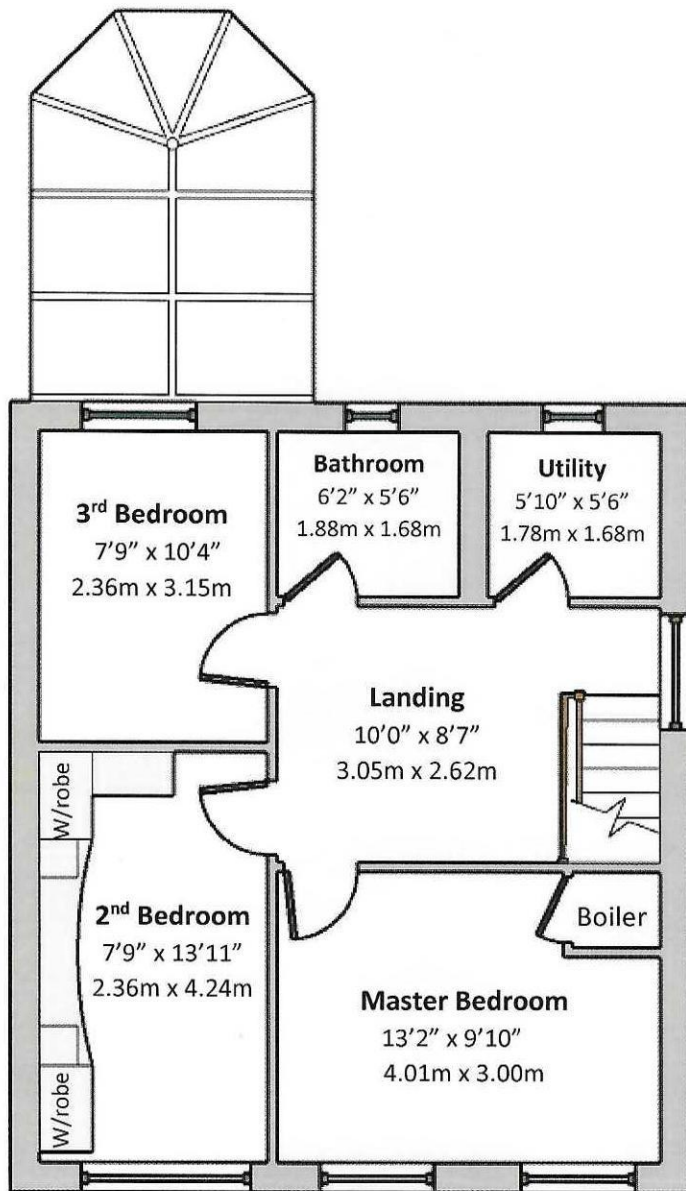 3rd Bedroom
7’9” x 10’4”
2.36m x 3.15m
Bathroom
6’2” x 5’6”
1.88m x 1.68m
Utility
5’10” x 5’6”
1.78m x 1.68m
Landing
10’0” x 8’7”
3.05m x 2.62m
W/robe
2nd Bedroom
7’9” x 13’11”
2.36m x 4.24m
W/robe
Boiler
Master Bedroom
13’2” x 9’10”
4.01m x 3.00m